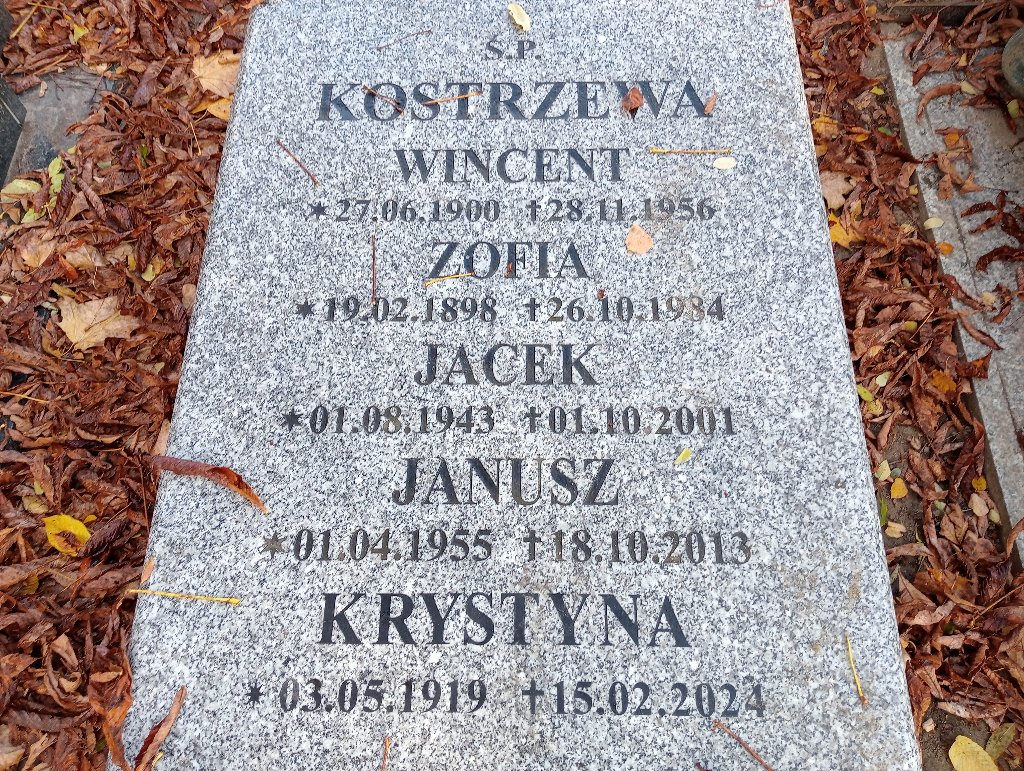 Ś.P.
KOSTRZEWA
WINCENT
*27.06.1900 †28.11.1956
ZOFIA
*19.02.1898 †26.10.1984
JACEK
*01.08.1943 †01.10.2001
JANUSZ
*01.04.1955 †18.10.2013
KRYSTYNA
*03.05.1919 †15.02.2024